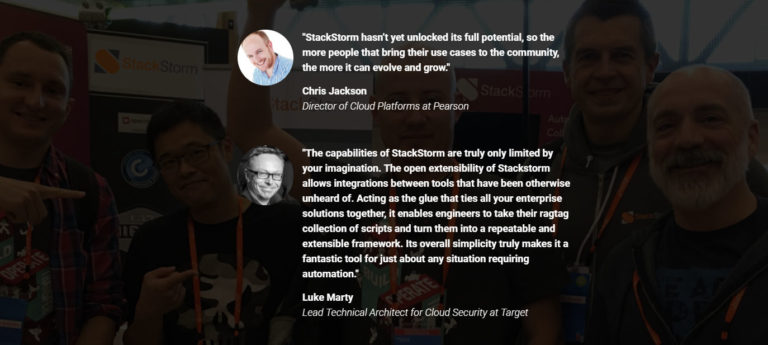 StackStorm
StackStorm
"StackStorm hasn't yet unlocked its full potential, so the
more people that bring their use cases to the community,
the more it can evolve and grow."
Chris Jackson
Director of Cloud Platforms at Pearson
"The capabilities of StackStorm are truly only limited by
your imagination. The open extensibility of Stackstorm
allows integrations between tools that have been otherwise
unheard of. Acting as the glue that ties all your enterprise
solutions together, it enables engineers to take their ragtag
collection of scripts and turn them into a repeatable and
extensible framework. Its overall simplicity truly makes it a
fantastic tool for just about any situation requiring
automation."
Luke Marty
Lead Technical Architect for Cloud Security at Target